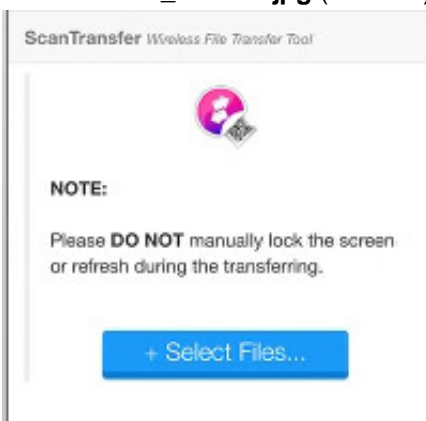 ScanTransfer Wireless File Transfer Tool
NOTE:
Please DO NOT manually lock the screen
or refresh during the transferring.
+ Select Files...